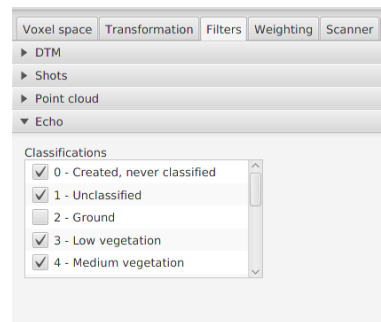 Voxel space Transformation Filters Weighting Scanner
DTM
Shots
Point cloud
Echo
Classifications
0 - Created, never classified
1 - Unclassified
2 - Ground
3 - Low vegetation
4 - Medium vegetation